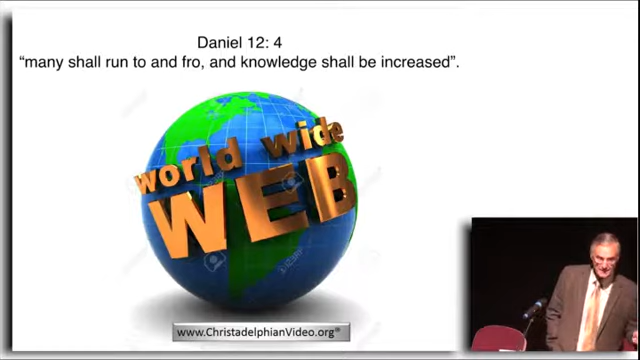 Daniel 12: 4
“many shall run to and fro, and knowledge shall be increased”.
world wide
WEB
www.ChristadelphianVideo.org®